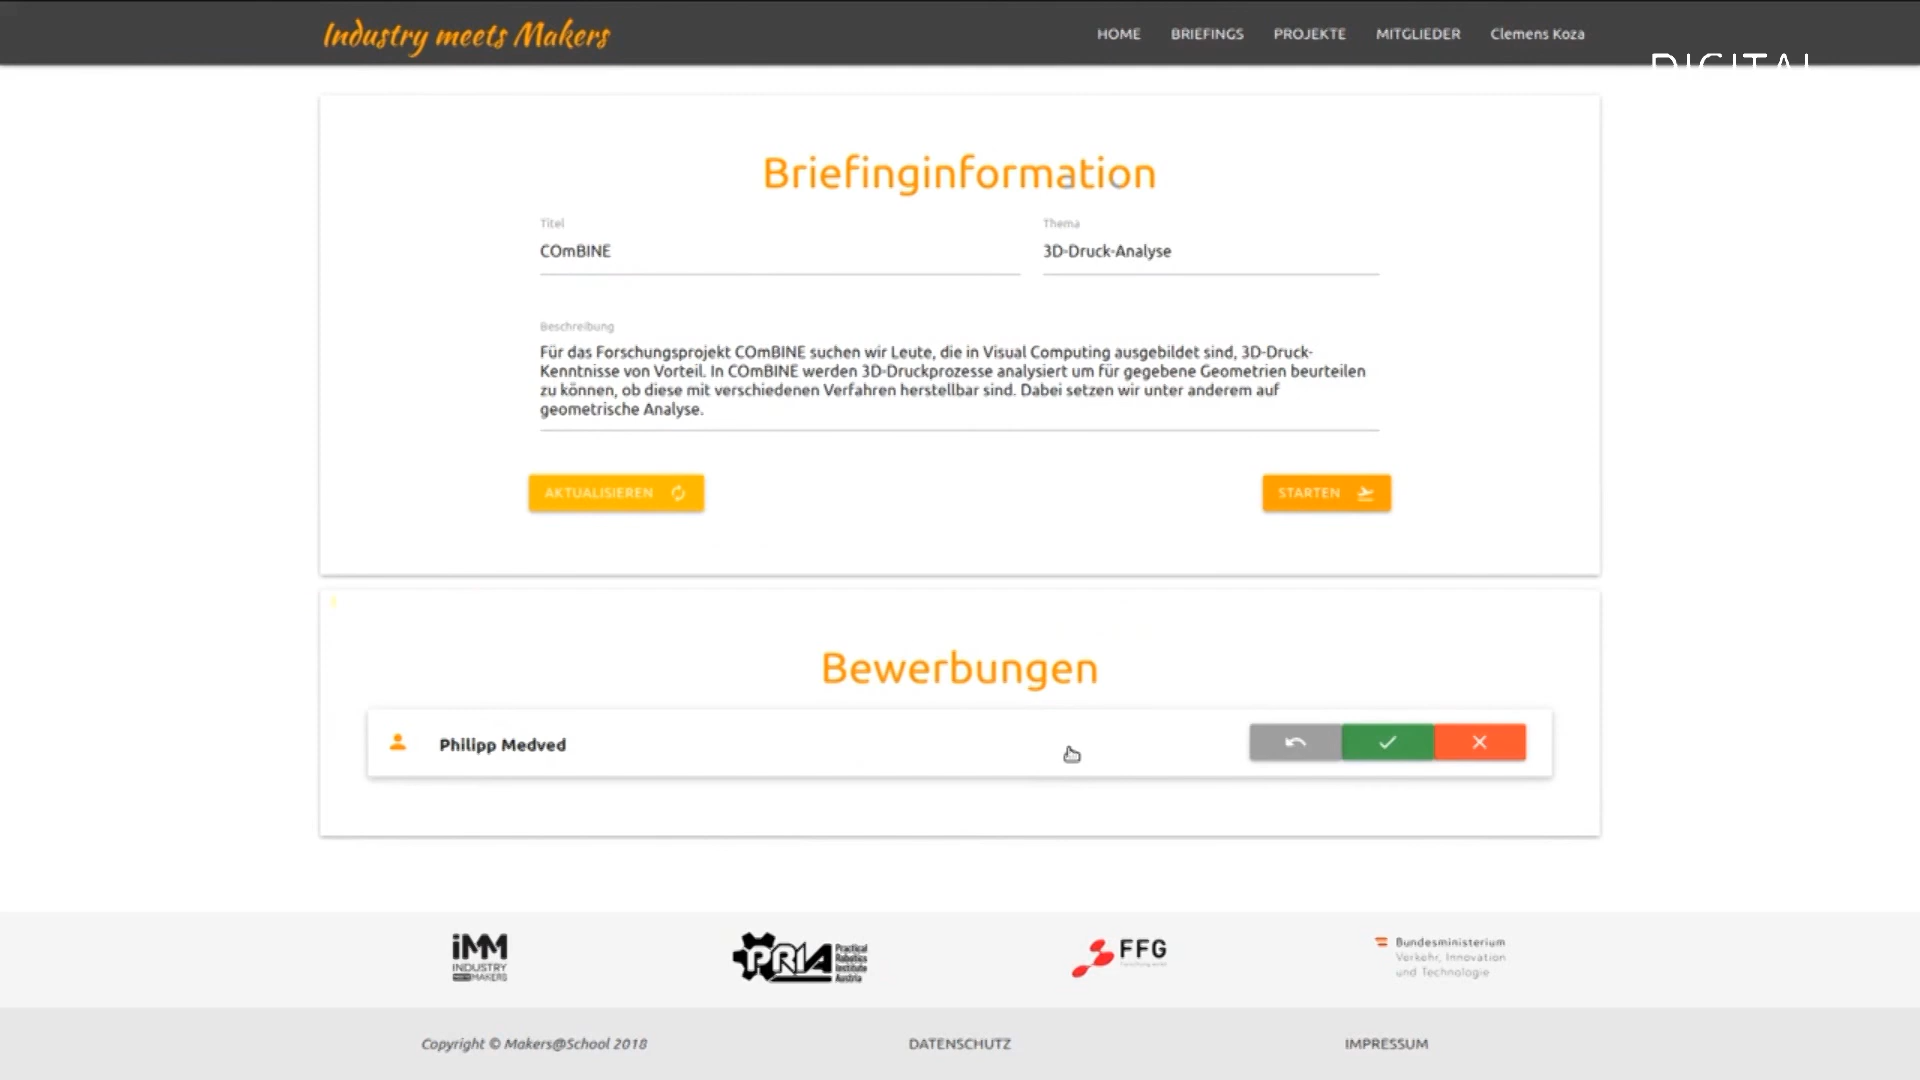 Industry meets Makers
HOME BRIEFINGS PROJEKTE MITGLIEDER Clemens Koza
DIGITAL
Briefinginformation
Titel
COmBINE
Thema
3D-Druck-Analyse
Beschreibung
Für das Forschungsprojekt COmBINE suchen wir Leute, die in Visual Computing ausgebildet sind, 3D-Druck-
Kenntnisse von Vorteil. In COmBINE werden 3D-Druckprozesse analysiert um für gegebene Geometrien beurteilen
zu können, ob diese mit verschiedenen Verfahren herstellbar sind. Dabei setzen wir unter anderem auf
geometrische Analyse.
AKTUALISIEREN
STARTEN
Bewerbungen
Philipp Medved
iMM
INDUSTRY
MAKERS
PRIA
Practical
Robotics
Institute
Austria
FFG
Bundesministerium
Verkehr, Innovation
und Technologie
Copyright © Makers@School 2018
DATENSCHUTZ
IMPRESSUM